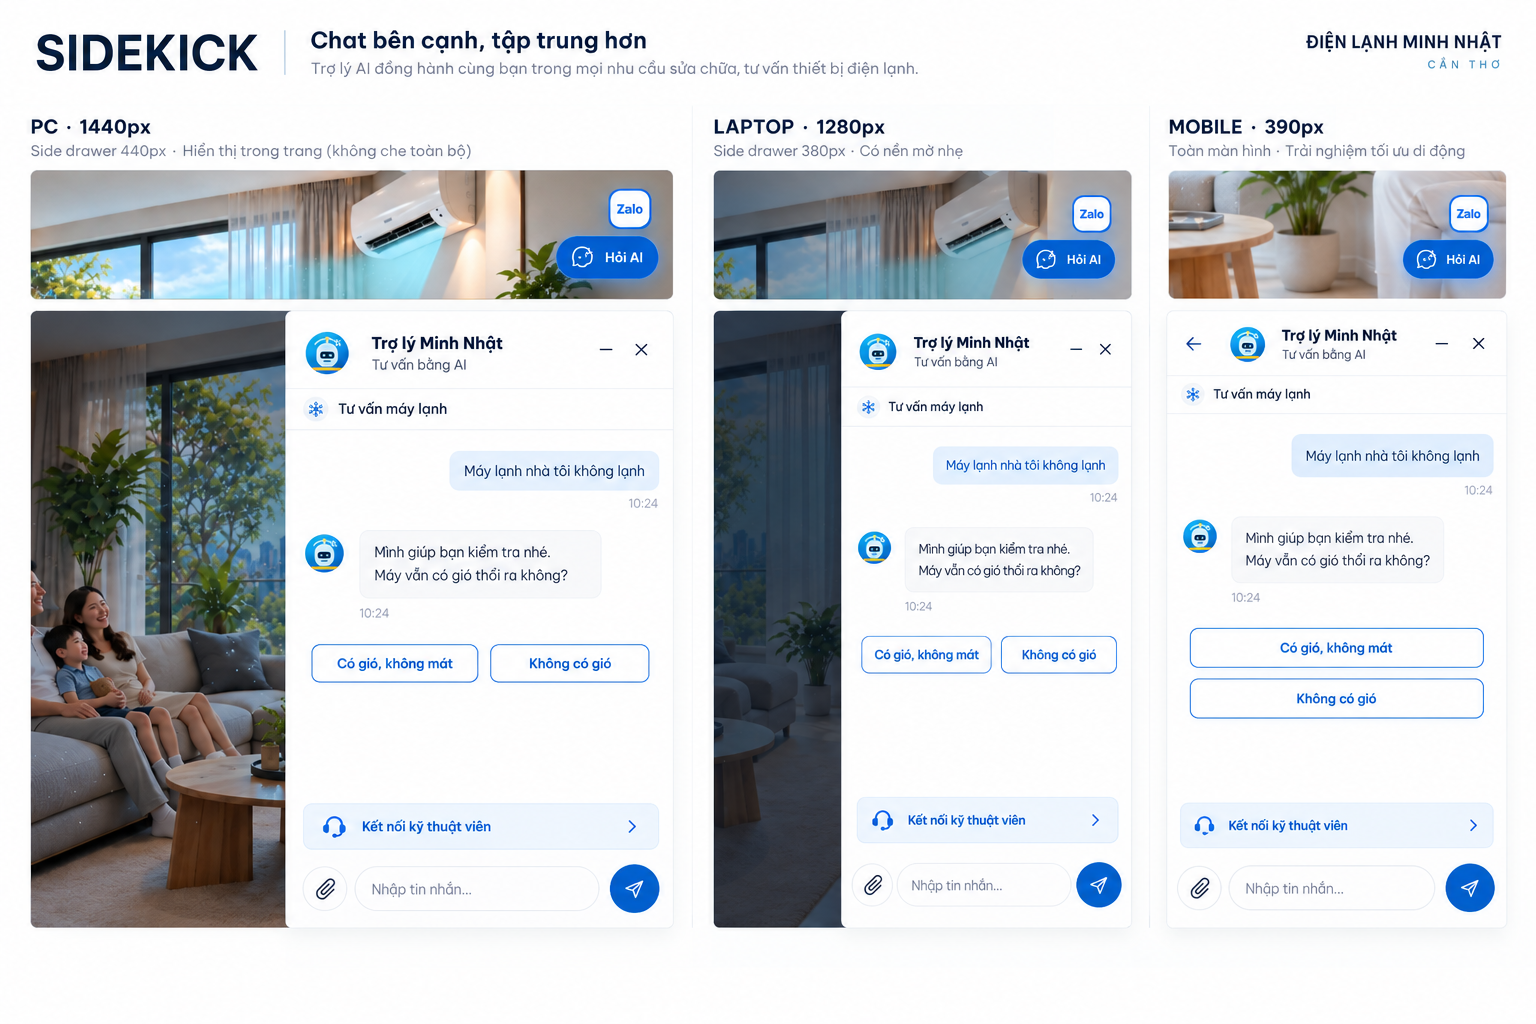 SIDEKICK
Chat bên cạnh, tập trung hơn
Trợ lý AI đồng hành cùng bạn trong mọi nhu cầu sửa chữa, tư vấn thiết bị điện lạnh.
ĐIỆN LẠNH MINH NHẬT
CẦN THƠ
PC · 1440px
Side drawer 440px · Hiển thị trong trang (không che toàn bộ)
Zalo
Hỏi AI
Trợ lý Minh Nhật
Tư vấn bằng AI
Tư vấn máy lạnh
Máy lạnh nhà tôi không lạnh
10:24
Mình giúp bạn kiểm tra nhé.
Máy vẫn có gió thổi ra không?
10:24
Có gió, không mát
Không có gió
Kết nối kỹ thuật viên
Nhập tin nhắn...
LAPTOP · 1280px
Side drawer 380px · Có nền mờ nhẹ
Zalo
Hỏi AI
Trợ lý Minh Nhật
Tư vấn bằng AI
Tư vấn máy lạnh
Máy lạnh nhà tôi không lạnh
10:24
Mình giúp bạn kiểm tra nhé.
Máy vẫn có gió thổi ra không?
10:24
Có gió, không mát
Không có gió
Kết nối kỹ thuật viên
Nhập tin nhắn...
MOBILE · 390px
Toàn màn hình · Trải nghiệm tối ưu di động
Zalo
Hỏi AI
Trợ lý Minh Nhật
Tư vấn bằng AI
Tư vấn máy lạnh
Máy lạnh nhà tôi không lạnh
10:24
Mình giúp bạn kiểm tra nhé.
Máy vẫn có gió thổi ra không?
10:24
Có gió, không mát
Không có gió
Kết nối kỹ thuật viên
Nhập tin nhắn...